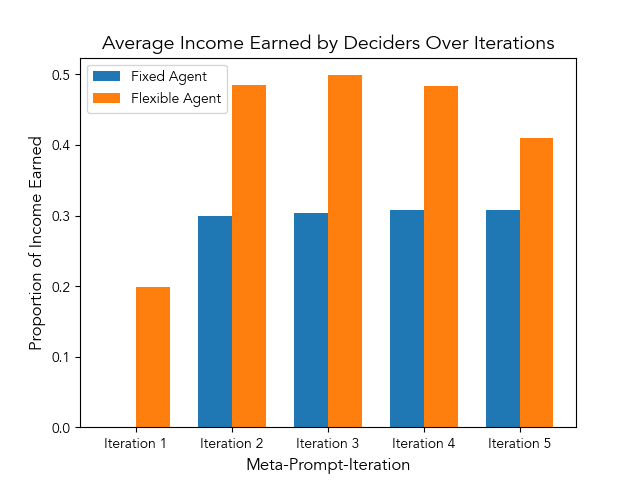 Average Income Earned by Deciders Over Iterations
Fixed Agent
Flexible Agent
Proportion of Income Earned
0.5
0.4
0.3
0.2
0.1
0.0
Iteration 1
Iteration 2
Iteration 3
Iteration 4
Iteration 5
Meta-Prompt-Iteration